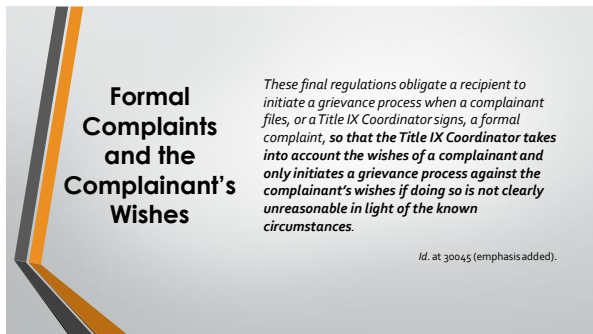 Formal
Complaints
and the
Complainant's
Wishes
These final regulations obligate a recipient to
initiate a grievance process when a complainant
files, or a Title IX Coordinator signs, a formal
complaint, so that the Title IX Coordinator takes
into account the wishes of a complainant and
only initiates a grievance process against the
complainant's wishes if doing so is not clearly
unreasonable in light of the known
circumstances.
Id. at 30045 (emphasis added).